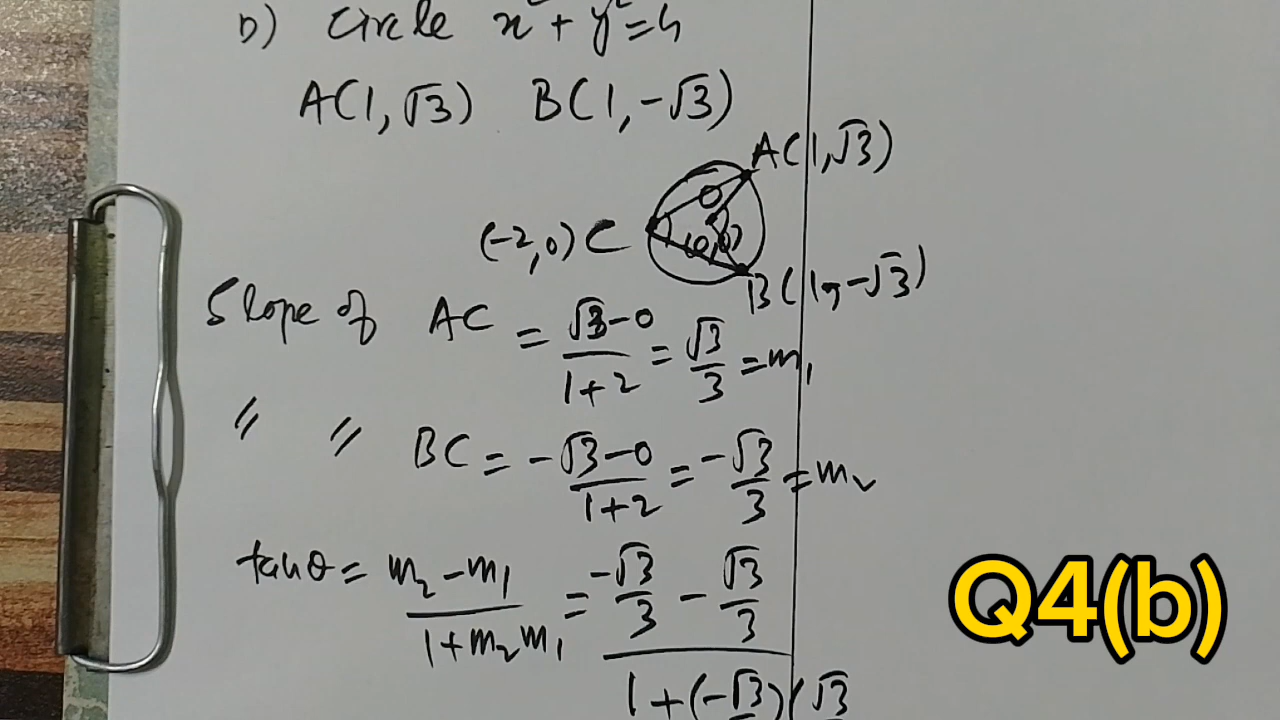 b) Circle x²+y²=4
A(1,√3) B(1,-√3)
A(1,√3)
(-2,0) C
O
(0,0)
B(1,-√3)
Slope of AC = √3-0/1+2 = √3/3 = m₁
" " BC = -√3-0/1+2 = -√3/3 = m₂
tanθ = m₂-m₁/1+m₂m₁ = -√3/3 - √3/3
1+(-√3)(√3
Q4(b)